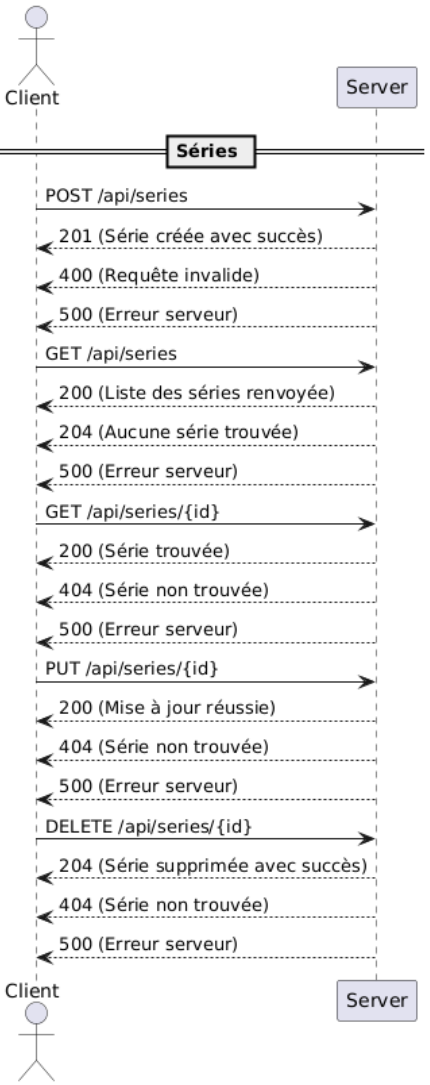 Client
Server
Séries
POST /api/series
201 (Série créée avec succès)
400 (Requête invalide)
500 (Erreur serveur)
GET /api/series
200 (Liste des séries renvoyée)
204 (Aucune série trouvée)
500 (Erreur serveur)
GET /api/series/{id}
200 (Série trouvée)
404 (Série non trouvée)
500 (Erreur serveur)
PUT /api/series/{id}
200 (Mise à jour réussie)
404 (Série non trouvée)
500 (Erreur serveur)
DELETE /api/series/{id}
204 (Série supprimée avec succès)
404 (Série non trouvée)
500 (Erreur serveur)
Client
Server